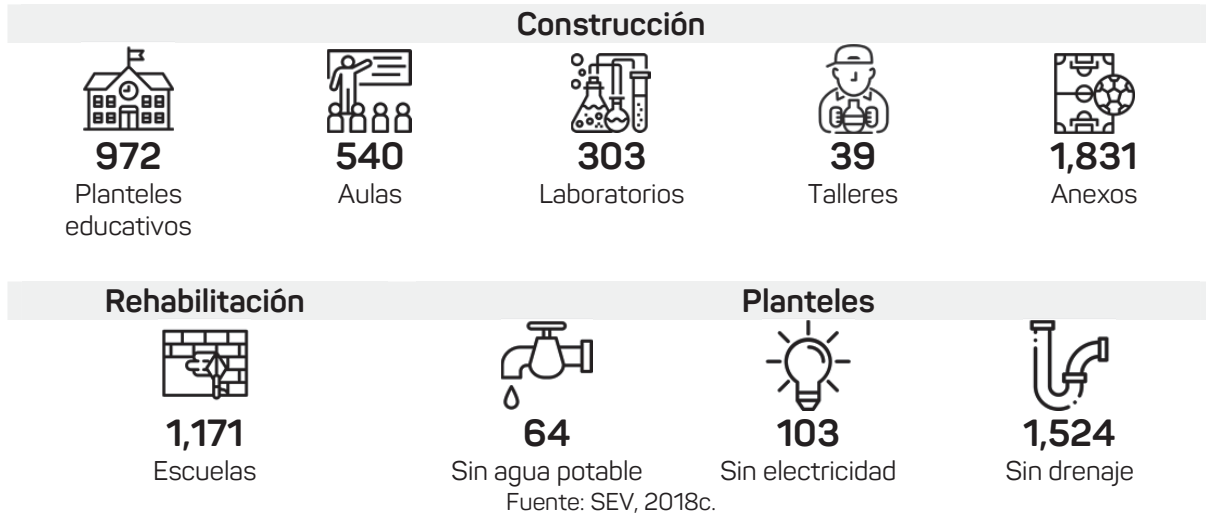 Construcción
972
Planteles
educativos
540
Aulas
303
Laboratorios
39
Talleres
1,831
Anexos
Rehabilitación
1,171
Escuelas
Planteles
64
Sin agua potable
103
Sin electricidad
1,524
Sin drenaje
Fuente: SEV, 2018c.